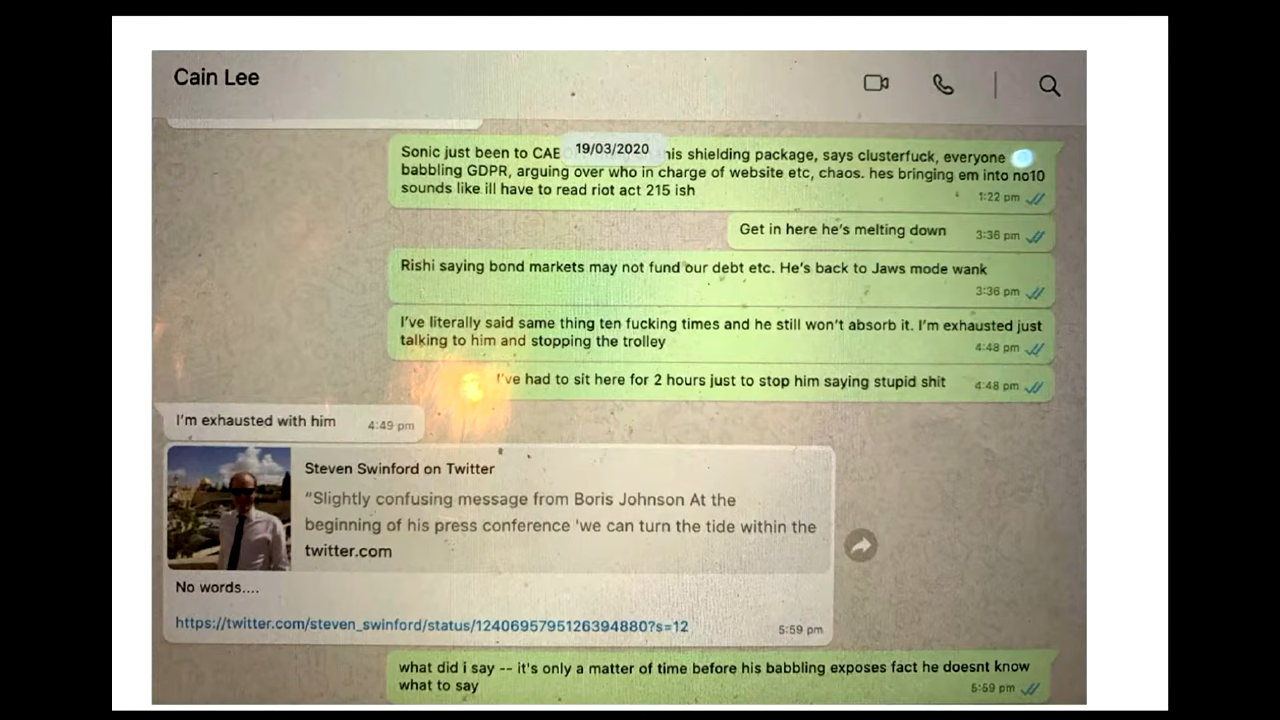 Cain Lee
19/03/2020
Sonic just been to CABO his shielding package, says clusterfuck, everyone
babbling GDPR, arguing over who in charge of website etc, chaos. hes bringing em into no10
sounds like ill have to read riot act 215 ish
1:22 pm
Get in here he's melting down
3:36 pm
Rishi saying bond markets may not fund our debt etc. He's back to Jaws mode wank
3:36 pm
I've literally said same thing ten fucking times and he still won't absorb it. I'm exhausted just
talking to him and stopping the trolley
4:48 pm
I've had to sit here for 2 hours just to stop him saying stupid shit
4:48 pm
I'm exhausted with him
4:49 pm
Steven Swinford on Twitter
"Slightly confusing message from Boris Johnson At the
beginning of his press conference 'we can turn the tide within the
twitter.com
No words....
https://twitter.com/steven_swinford/status/1240695795126394880?s=12
5:59 pm
what did i say -- it's only a matter of time before his babbling exposes fact he doesnt know
what to say
5:59 pm